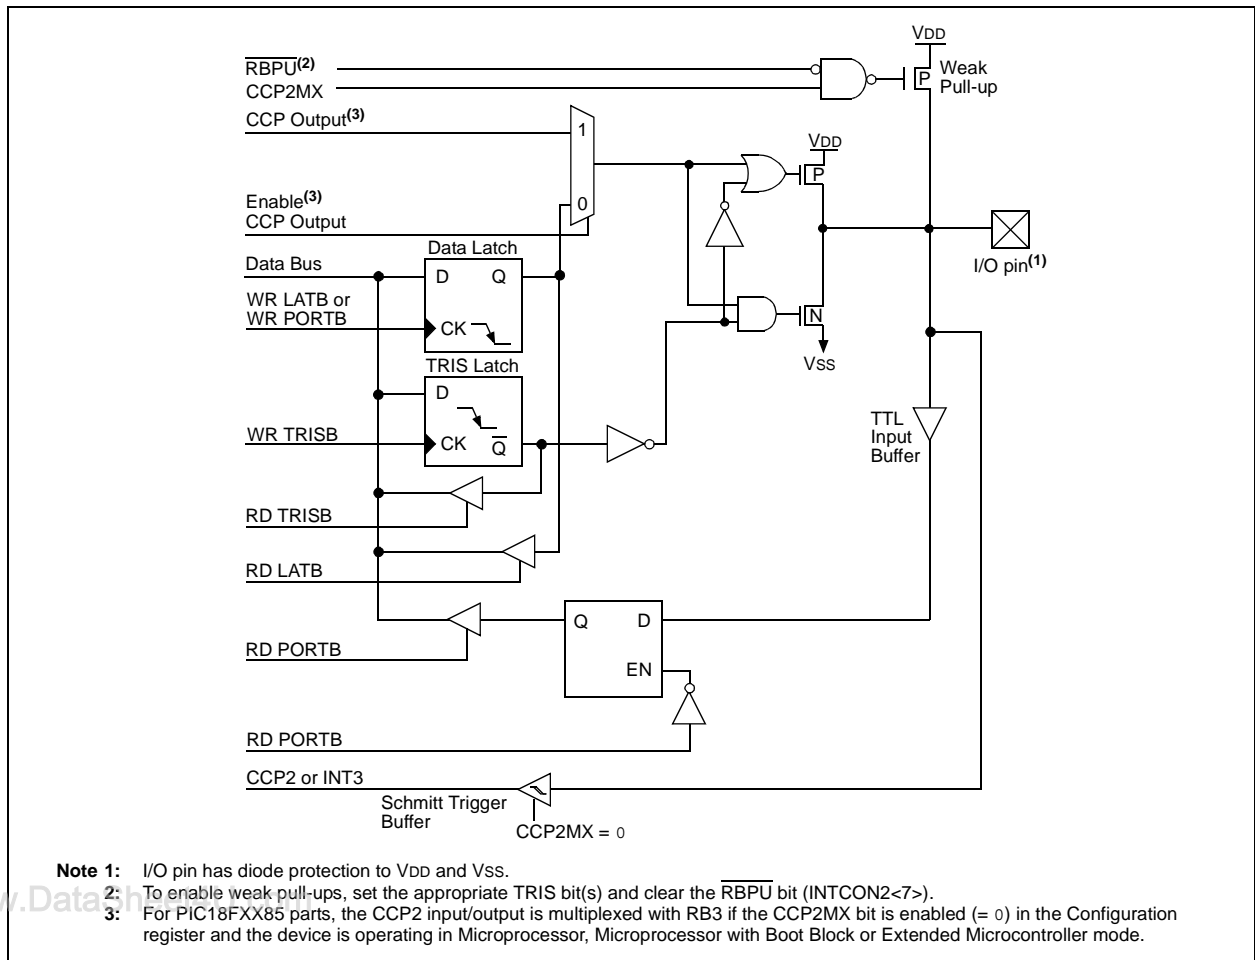 VDD
RBPU(2)
CCP2MX
P
Weak
Pull-up
CCP Output(3)
1
VDD
P
Enable(3)
CCP Output
0
I/O pin(1)
Data Latch
Data Bus
D Q
WR LATB or
WR PORTB
CK
N
VSS
TRIS Latch
D
WR TRISB
CK Q
TTL
Input
Buffer
RD TRISB
RD LATB
Q D
RD PORTB
EN
RD PORTB
CCP2 or INT3
Schmitt Trigger
Buffer
CCP2MX = 0
Note 1: I/O pin has diode protection to VDD and VSS.
2: To enable weak pull-ups, set the appropriate TRIS bit(s) and clear the RBPU bit (INTCON2<7>).
3: For PIC18FXX85 parts, the CCP2 input/output is multiplexed with RB3 if the CCP2MX bit is enabled (= 0) in the Configuration
register and the device is operating in Microprocessor, Microprocessor with Boot Block or Extended Microcontroller mode.
w.DataSheet4U.com